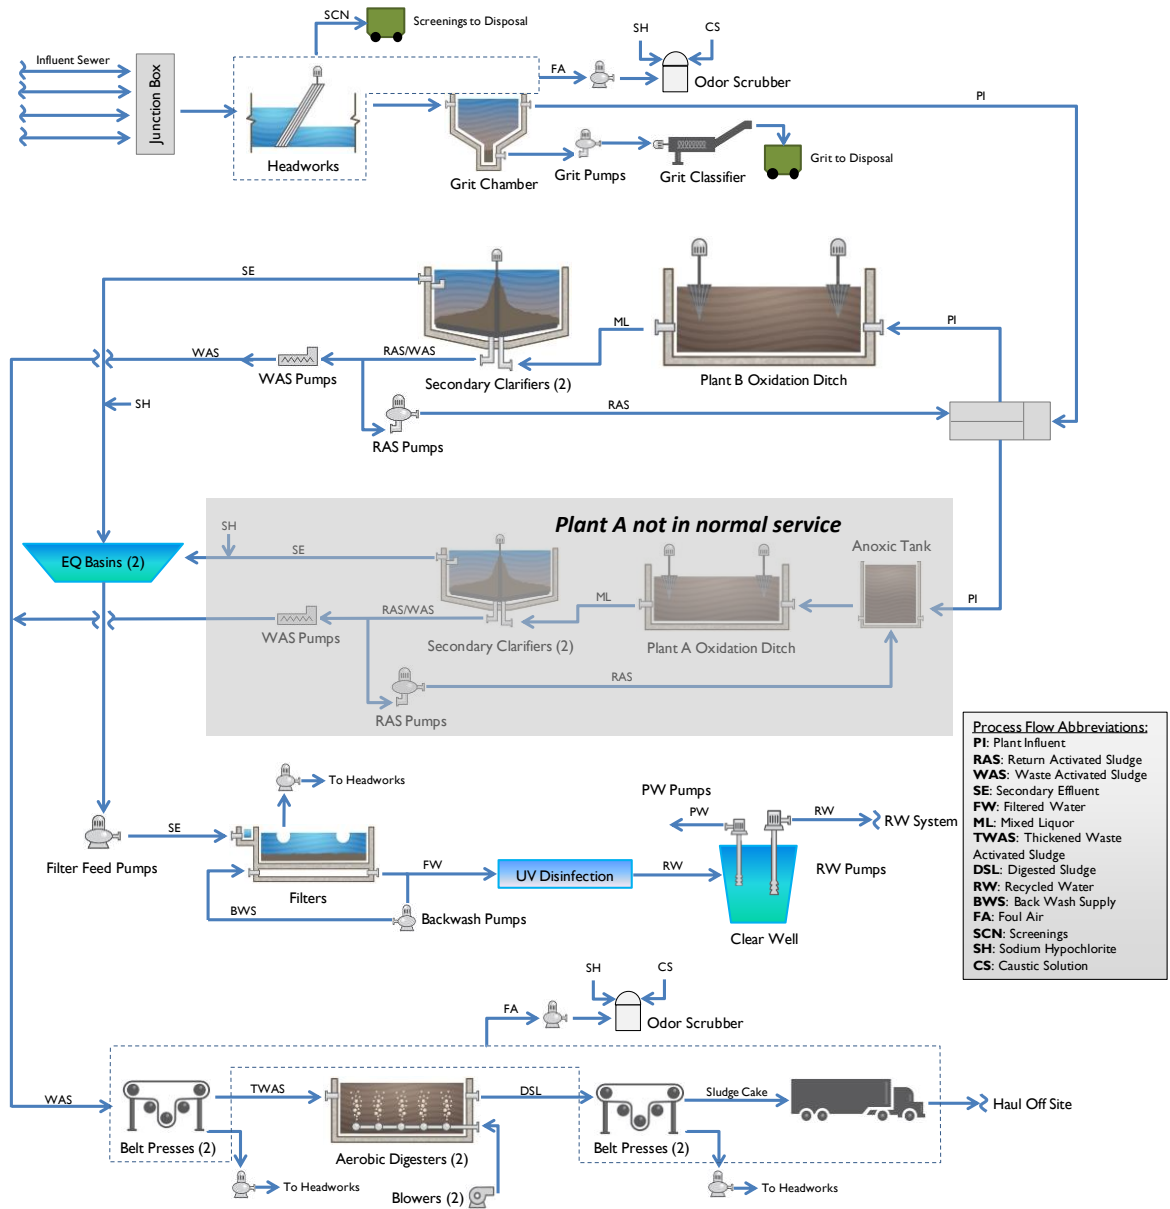 SCN
Screenings to Disposal
SH
CS
Influent Sewer
Junction Box
FA
Odor Scrubber
PI
Headworks
Grit Chamber
Grit Pumps
Grit Classifier
Grit to Disposal
SE
ML
PI
WAS
RAS/WAS
WAS Pumps
Secondary Clarifiers (2)
Plant B Oxidation Ditch
SH
RAS
RAS Pumps
Plant A not in normal service
SH
SE
Anoxic Tank
EQ Basins (2)
ML
PI
RAS/WAS
WAS Pumps
Secondary Clarifiers (2)
Plant A Oxidation Ditch
RAS
RAS Pumps
Process Flow Abbreviations:
PI: Plant Influent
RAS: Return Activated Sludge
WAS: Waste Activated Sludge
SE: Secondary Effluent
FW: Filtered Water
ML: Mixed Liquor
TWAS: Thickened Waste
Activated Sludge
DSL: Digested Sludge
RW: Recycled Water
BWS: Back Wash Supply
FA: Foul Air
SCN: Screenings
SH: Sodium Hypochlorite
CS: Caustic Solution
To Headworks
PW Pumps
PW
RW
RW System
SE
Filter Feed Pumps
Filters
FW
UV Disinfection
RW
RW Pumps
BWS
Backwash Pumps
Clear Well
SH
CS
FA
Odor Scrubber
WAS
TWAS
DSL
Sludge Cake
Haul Off Site
Belt Presses (2)
Aerobic Digesters (2)
Belt Presses (2)
To Headworks
Blowers (2)
To Headworks